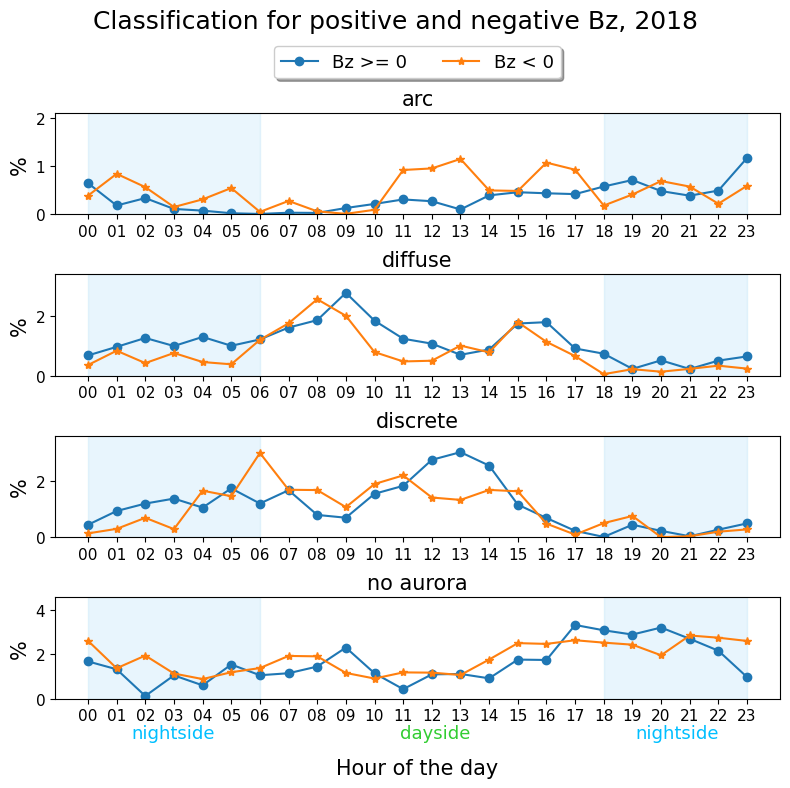 Classification for positive and negative Bz, 2018
Bz >= 0 Bz < 0
arc
2
1
0
%
00 01 02 03 04 05 06 07 08 09 10 11 12 13 14 15 16 17 18 19 20 21 22 23
diffuse
2
0
%
00 01 02 03 04 05 06 07 08 09 10 11 12 13 14 15 16 17 18 19 20 21 22 23
discrete
2
0
%
00 01 02 03 04 05 06 07 08 09 10 11 12 13 14 15 16 17 18 19 20 21 22 23
no aurora
4
2
0
%
00 01 02 03 04 05 06 07 08 09 10 11 12 13 14 15 16 17 18 19 20 21 22 23
nightside dayside nightside
Hour of the day